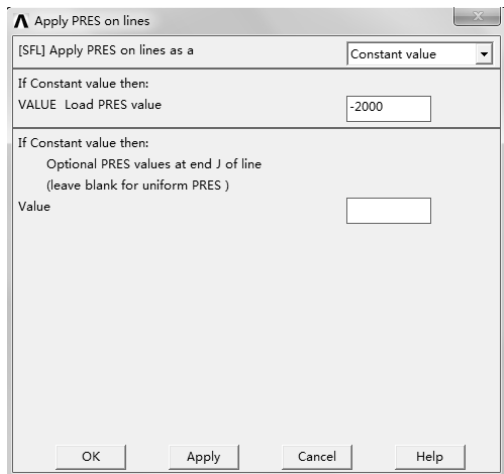 Apply PRES on lines
[SFL] Apply PRES on lines as a
Constant value
If Constant value then:
VALUE Load PRES value
-2000
If Constant value then:
Optional PRES values at end J of line
(leave blank for uniform PRES )
Value
OK Apply Cancel Help